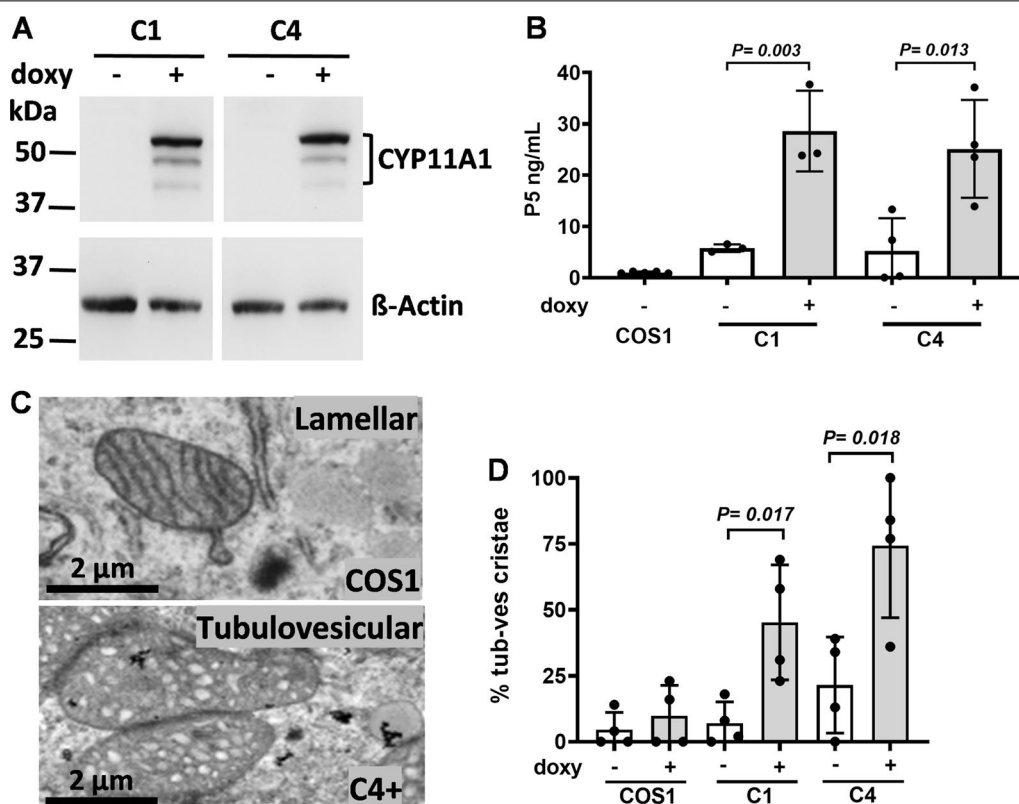 A
C1 C4
doxy - + - +
kDa
50
37
CYP11A1
37
25
ß-Actin
B
P= 0.003 P= 0.013
P5 ng/mL
40
30
20
10
0
doxy - - + - +
COS1 C1 C4
C
Lamellar
2 µm
COS1
Tubulovesicular
2 µm
C4+
D
P= 0.017
P= 0.018
% tub-ves cristae
100
75
50
25
0
doxy - + - + - +
COS1 C1 C4